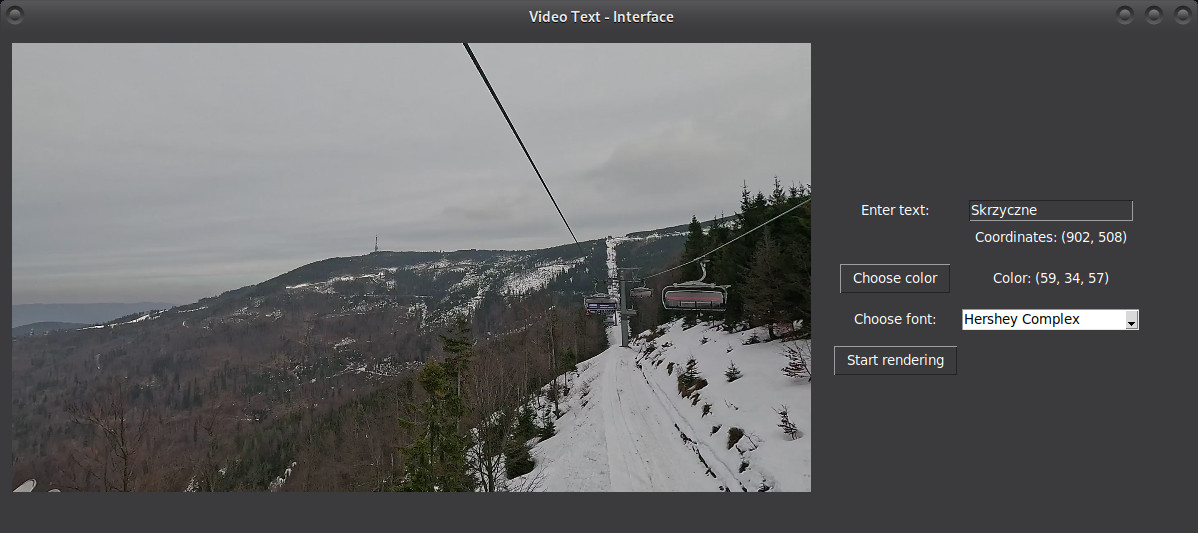 Video Text - Interface
Enter text: Skrzyczne
Coordinates: (902, 508)
Choose color Color: (59, 34, 57)
Choose font: Hershey Complex
Start rendering